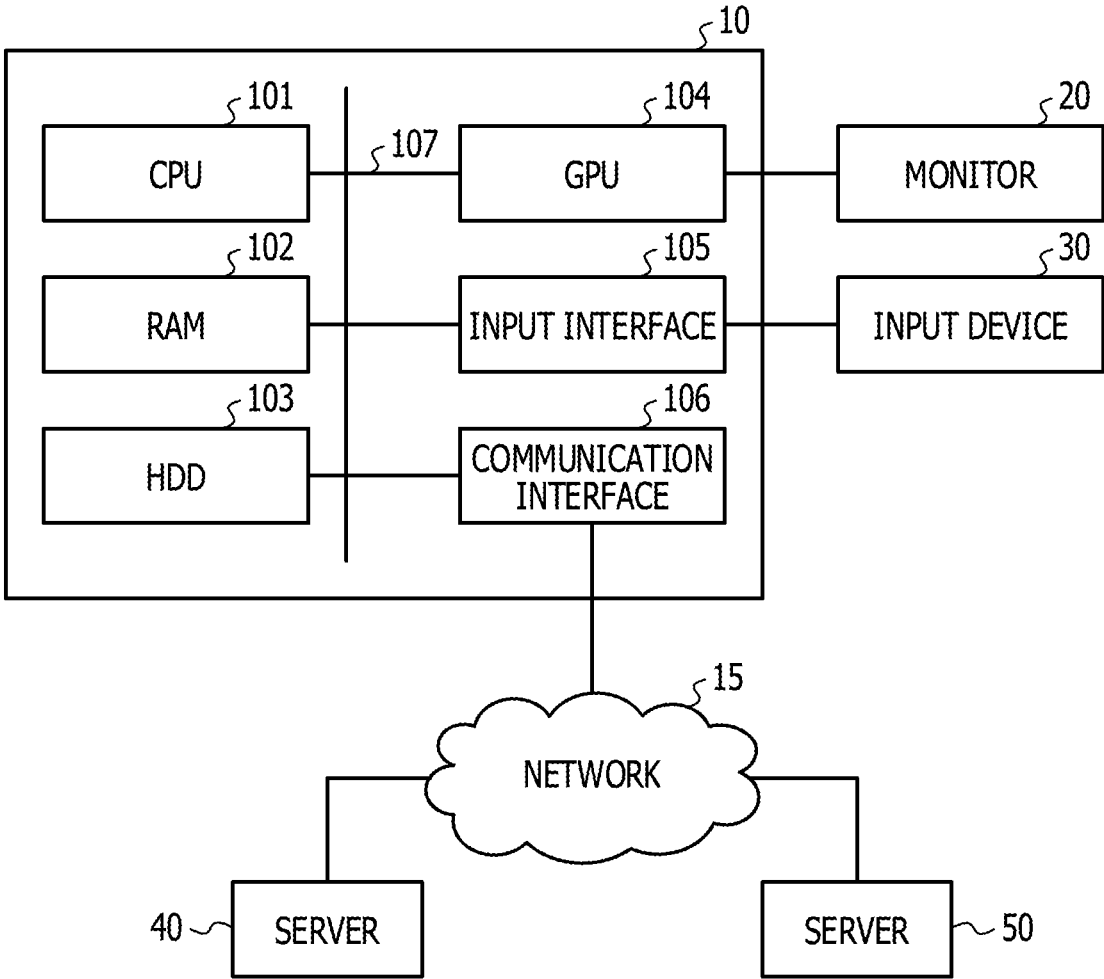 10
101
104
20
CPU
107
GPU
MONITOR
102
105
30
RAM
INPUT INTERFACE
INPUT DEVICE
103
106
HDD
COMMUNICATION
INTERFACE
15
NETWORK
40
SERVER
SERVER
50